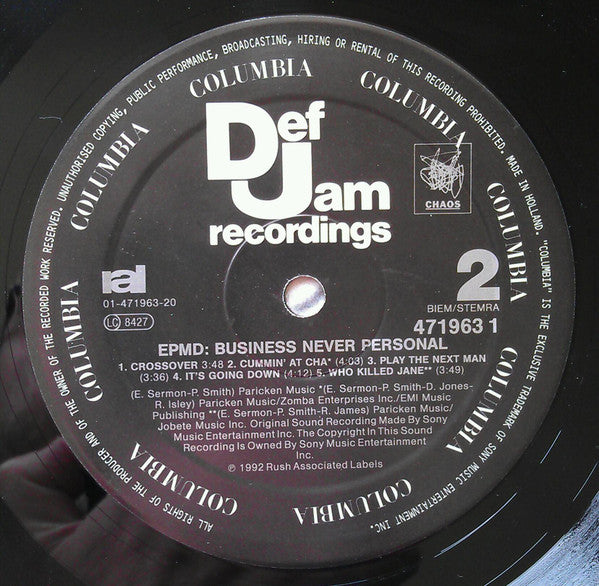 ALL RIGHTS OF THE PRODUCER AND OF THE OWNER OF THE RECORDED WORK RESERVED. UNAUTHORISED COPYING, PUBLIC PERFORMANCE, BROADCASTING, HIRING OR RENTAL OF THIS RECORDING PROHIBITED. MADE IN HOLLAND. "COLUMBIA" IS THE EXCLUSIVE TRADEMARK OF SONY MUSIC ENTERTAINMENT INC.
COLUMBIA
COLUMBIA
COLUMBIA
COLUMBIA
COLUMBIA
COLUMBIA
COLUMBIA
COLUMBIA
COLUMBIA
COLUMBIA
Def
Jam
recordings
CHAOS
ral
01-471963-20
LC 8427
2
BIEM/STEMRA
471963 1
EPMD: BUSINESS NEVER PERSONAL
1. CROSSOVER 3:48 2. CUMMIN' AT CHA* (4:03) 3. PLAY THE NEXT MAN
(3:36) 4. IT'S GOING DOWN (4:12) 5. WHO KILLED JANE** (3:49)
(E. Sermon-P. Smith) Paricken Music *(E. Sermon-P. Smith-D. Jones-
R. Isley) Paricken Music/Zomba Enterprises Inc./EMI Music
Publishing **(E. Sermon-P. Smith-R. James) Paricken Music/
Jobete Music Inc. Original Sound Recording Made By Sony
Music Entertainment Inc. The Copyright In This Sound
Recording Is Owned By Sony Music Entertainment
Inc.
℗ 1992 Rush Associated Labels